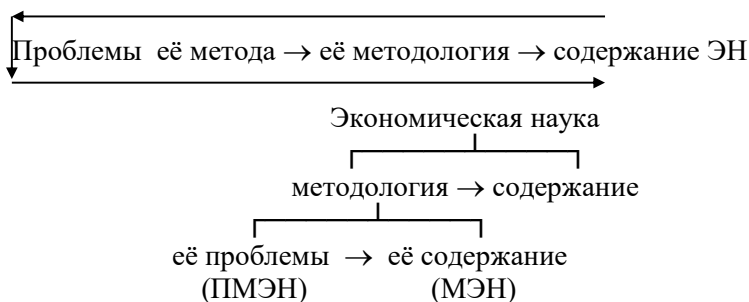 Проблемы её метода → её методология → содержание ЭН
Экономическая наука
методология → содержание
её проблемы → её содержание
(ПМЭН) (МЭН)